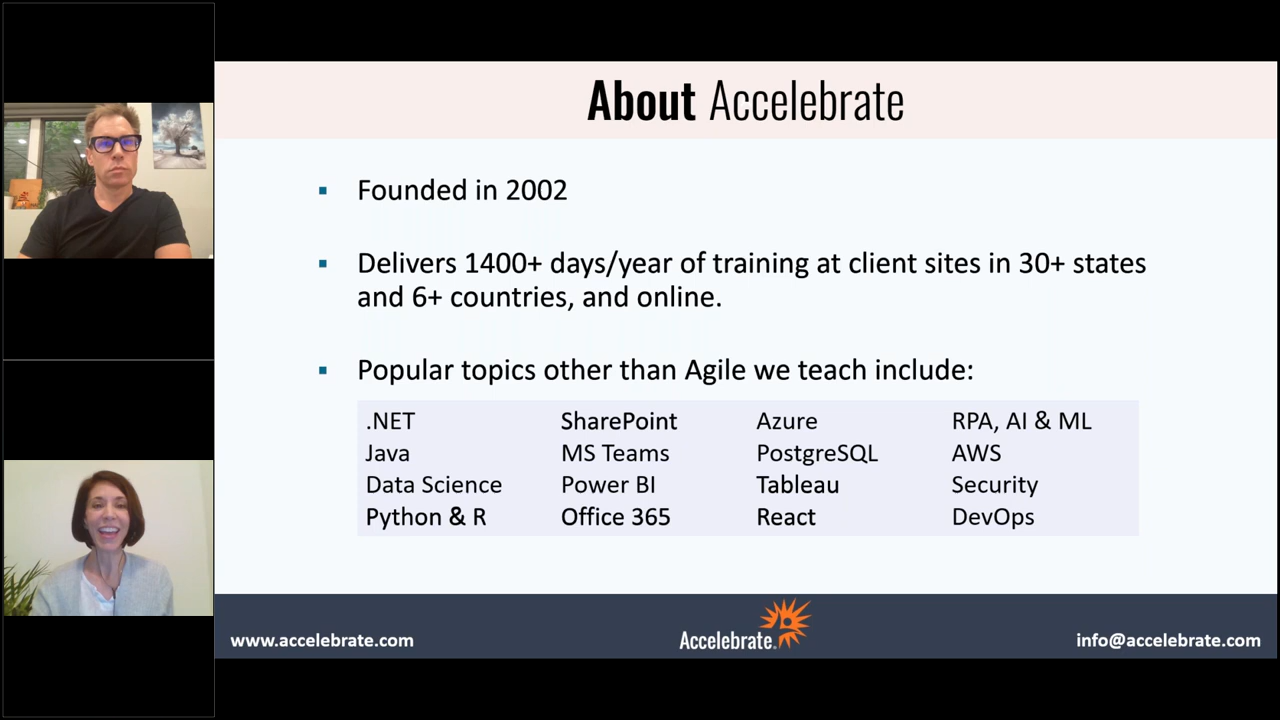 About Accelebrate
▪ Founded in 2002
▪ Delivers 1400+ days/year of training at client sites in 30+ states
and 6+ countries, and online.
▪ Popular topics other than Agile we teach include:
.NET SharePoint Azure RPA, AI & ML
Java MS Teams PostgreSQL AWS
Data Science Power BI Tableau Security
Python & R Office 365 React DevOps
www.accelebrate.com Accelebrate. info@accelebrate.com